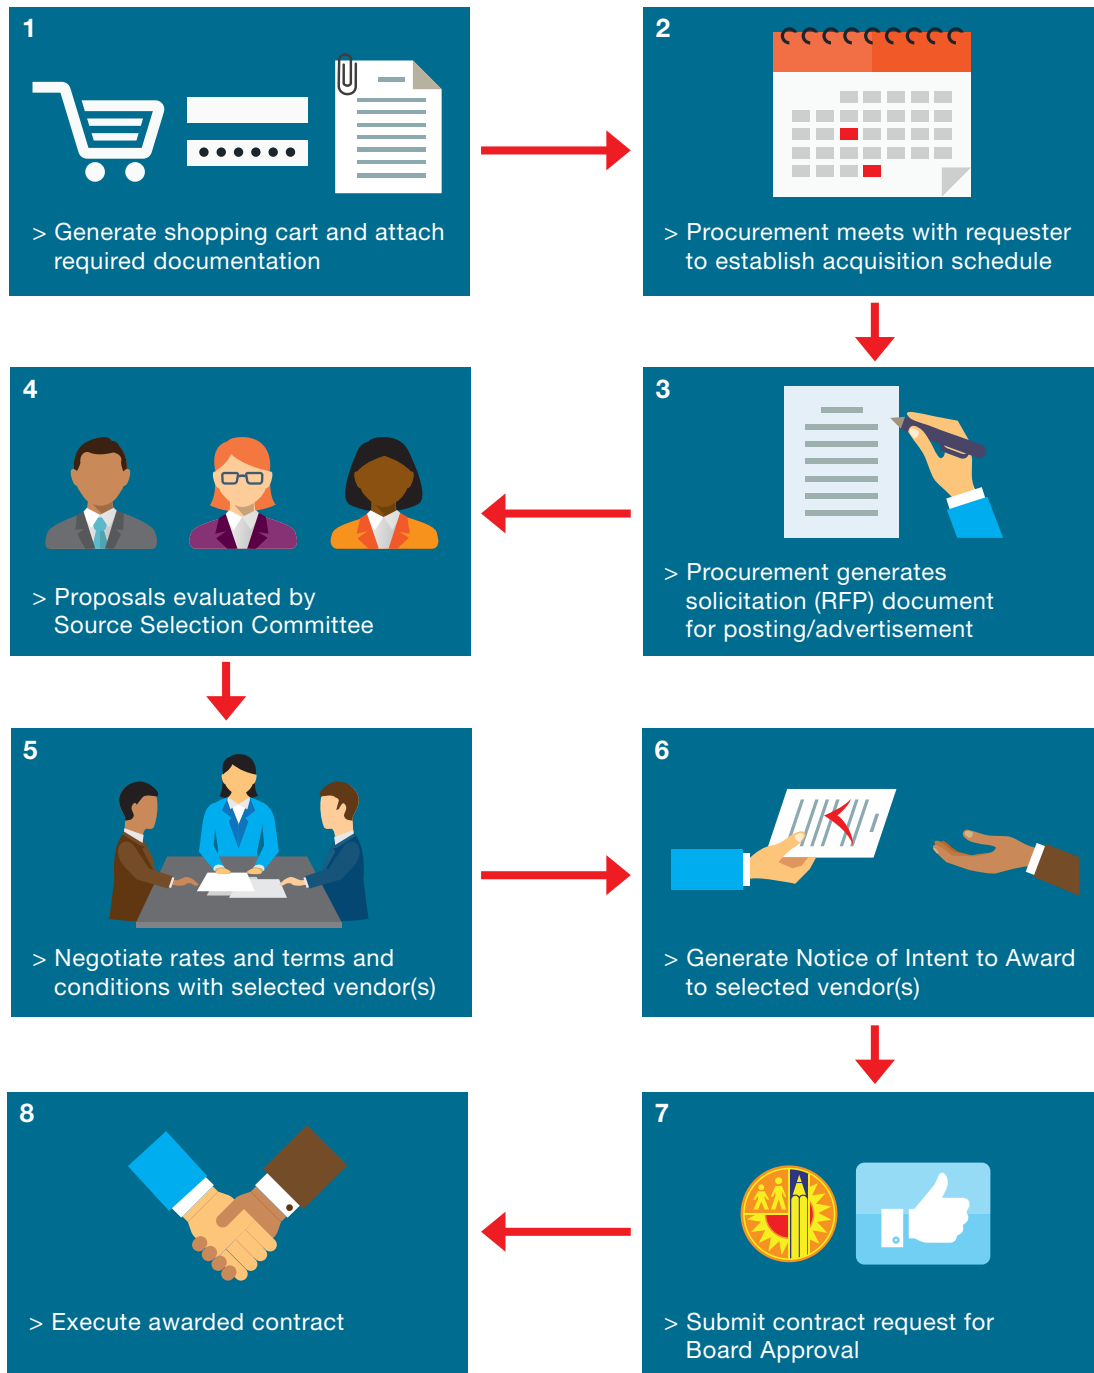 1
> Generate shopping cart and attach
required documentation
2
> Procurement meets with requester
to establish acquisition schedule
3
> Procurement generates
solicitation (RFP) document
for posting/advertisement
4
> Proposals evaluated by
Source Selection Committee
5
> Negotiate rates and terms and
conditions with selected vendor(s)
6
> Generate Notice of Intent to Award
to selected vendor(s)
7
> Submit contract request for
Board Approval
8
> Execute awarded contract